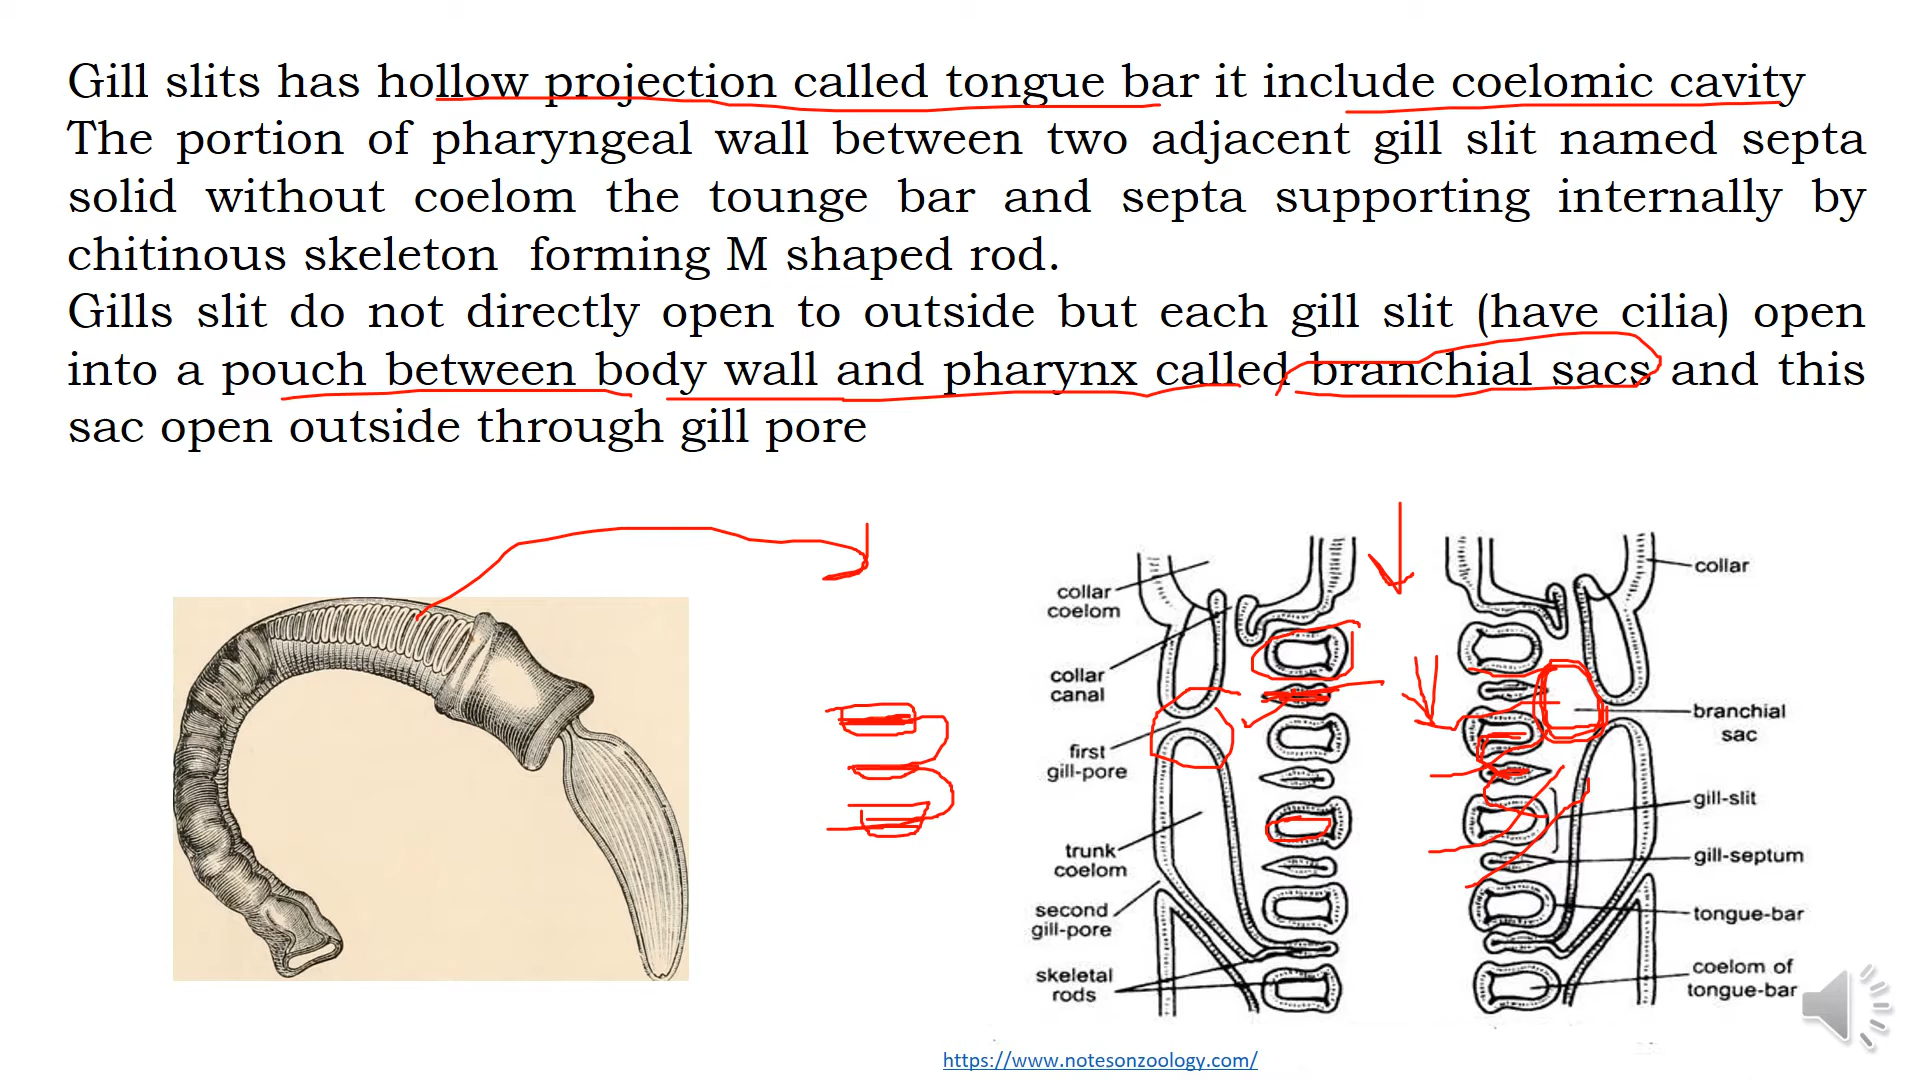 Gill slits has hollow projection called tongue bar it include coelomic cavity
The portion of pharyngeal wall between two adjacent gill slit named septa
solid without coelom the tounge bar and septa supporting internally by
chitinous skeleton forming M shaped rod.
Gills slit do not directly open to outside but each gill slit (have cilia) open
into a pouch between body wall and pharynx called branchial sacs and this
sac open outside through gill pore
collar
coelom
collar
canal
first
gill-pore
trunk
coelom
second
gill-pore
skeletal
rods
collar
branchial
sac
gill-slit
gill-septum
tongue-bar
coelom of
tongue-bar
https://www.notesonzoology.com/